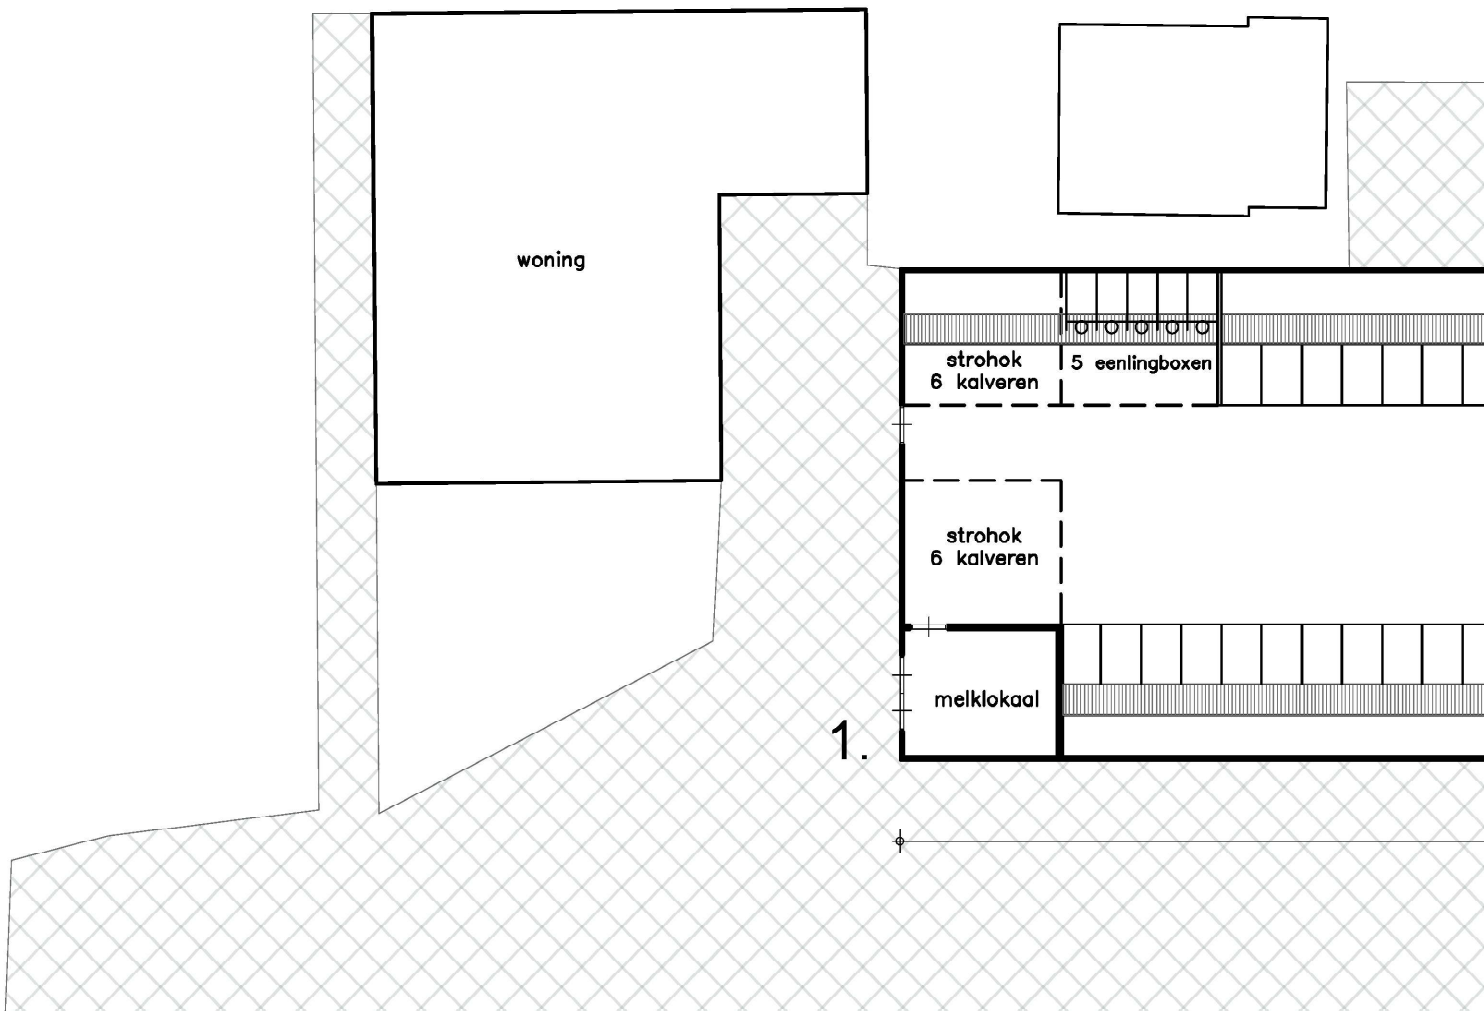 woning
strohok
6 kalveren
5 eenlingboxen
strohok
6 kalveren
melklokaal
1.